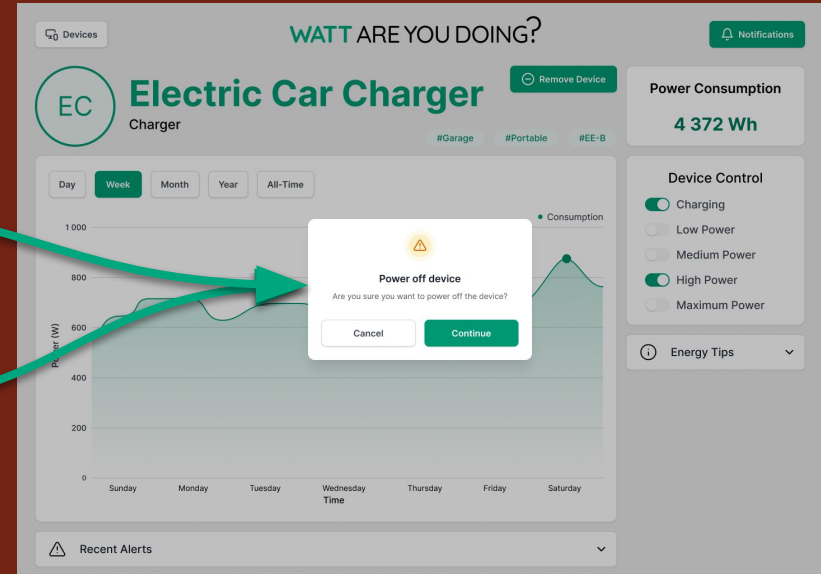 Devices
WATT ARE YOU DOING?
Notifications
EC
Electric Car Charger
Charger
Remove Device
#Garage #Portable #EE-B
Power Consumption
4 372 Wh
Day Week Month Year All-Time
Consumption
1 000
800
600
400
200
0
Power (W)
Sunday Monday Tuesday Wednesday Thursday Friday Saturday
Time
Power off device
Are you sure you want to power off the device?
Cancel Continue
Device Control
Charging
Low Power
Medium Power
High Power
Maximum Power
Energy Tips
Recent Alerts